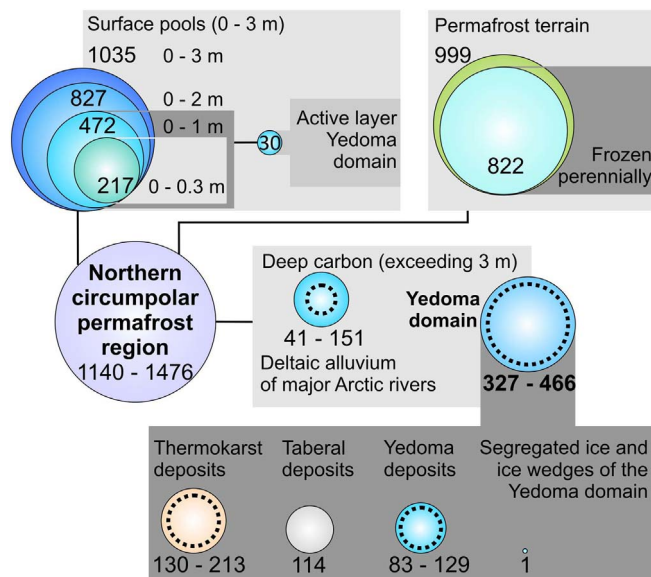 Surface pools (0 - 3 m)
1035
0 - 3 m
827
0 - 2 m
472
0 - 1 m
217
0 - 0.3 m
30
Active layer
Yedoma
domain
Permafrost terrain
999
822
Frozen
perennially
Northern
circumpolar
permafrost
region
1140 - 1476
Deep carbon (exceeding 3 m)
41 - 151
Deltaic alluvium
of major Arctic rivers
Yedoma
domain
327 - 466
Thermokarst
deposits
130 - 213
Taberal
deposits
114
Yedoma
deposits
83 - 129
Segregated ice and
ice wedges of the
Yedoma domain
1